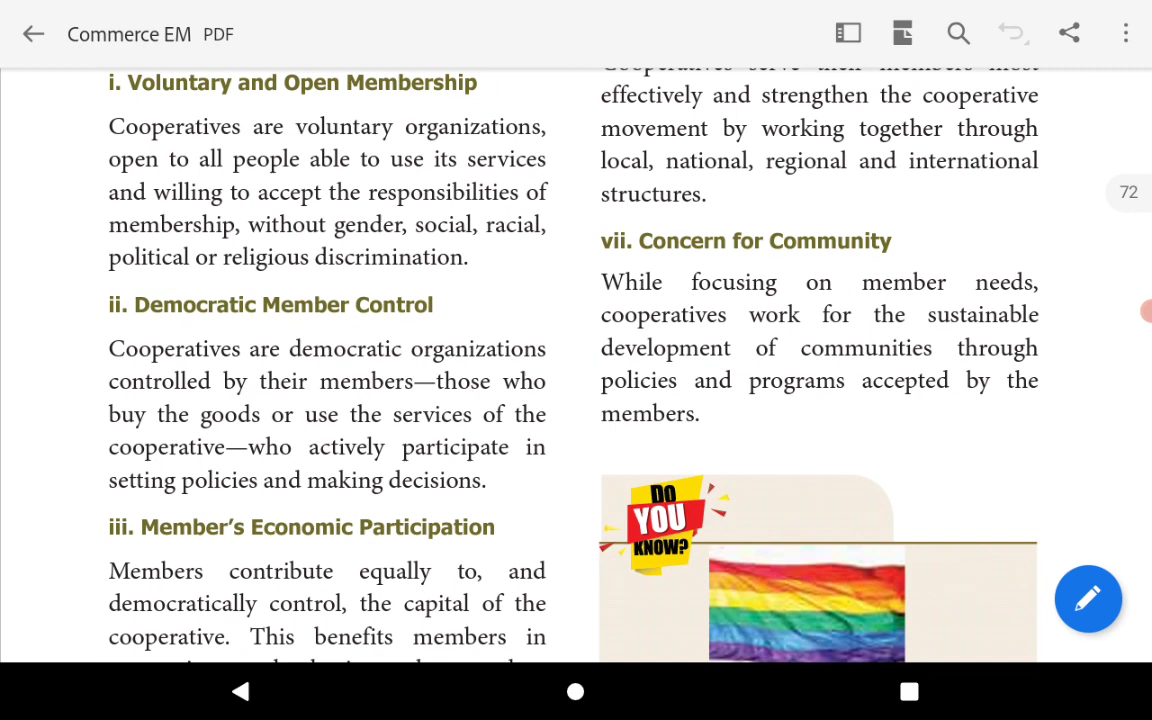 Commerce EM PDF
i. Voluntary and Open Membership
Cooperatives are voluntary organizations,
open to all people able to use its services
and willing to accept the responsibilities of
membership, without gender, social, racial,
political or religious discrimination.
ii. Democratic Member Control
Cooperatives are democratic organizations
controlled by their members—those who
buy the goods or use the services of the
cooperative—who actively participate in
setting policies and making decisions.
iii. Member’s Economic Participation
Members contribute equally to, and
democratically control, the capital of the
cooperative. This benefits members in
Cooperatives serve their members most
effectively and strengthen the cooperative
movement by working together through
local, national, regional and international
structures.
vii. Concern for Community
While focusing on member needs,
cooperatives work for the sustainable
development of communities through
policies and programs accepted by the
members.
DO
YOU
KNOW?
72